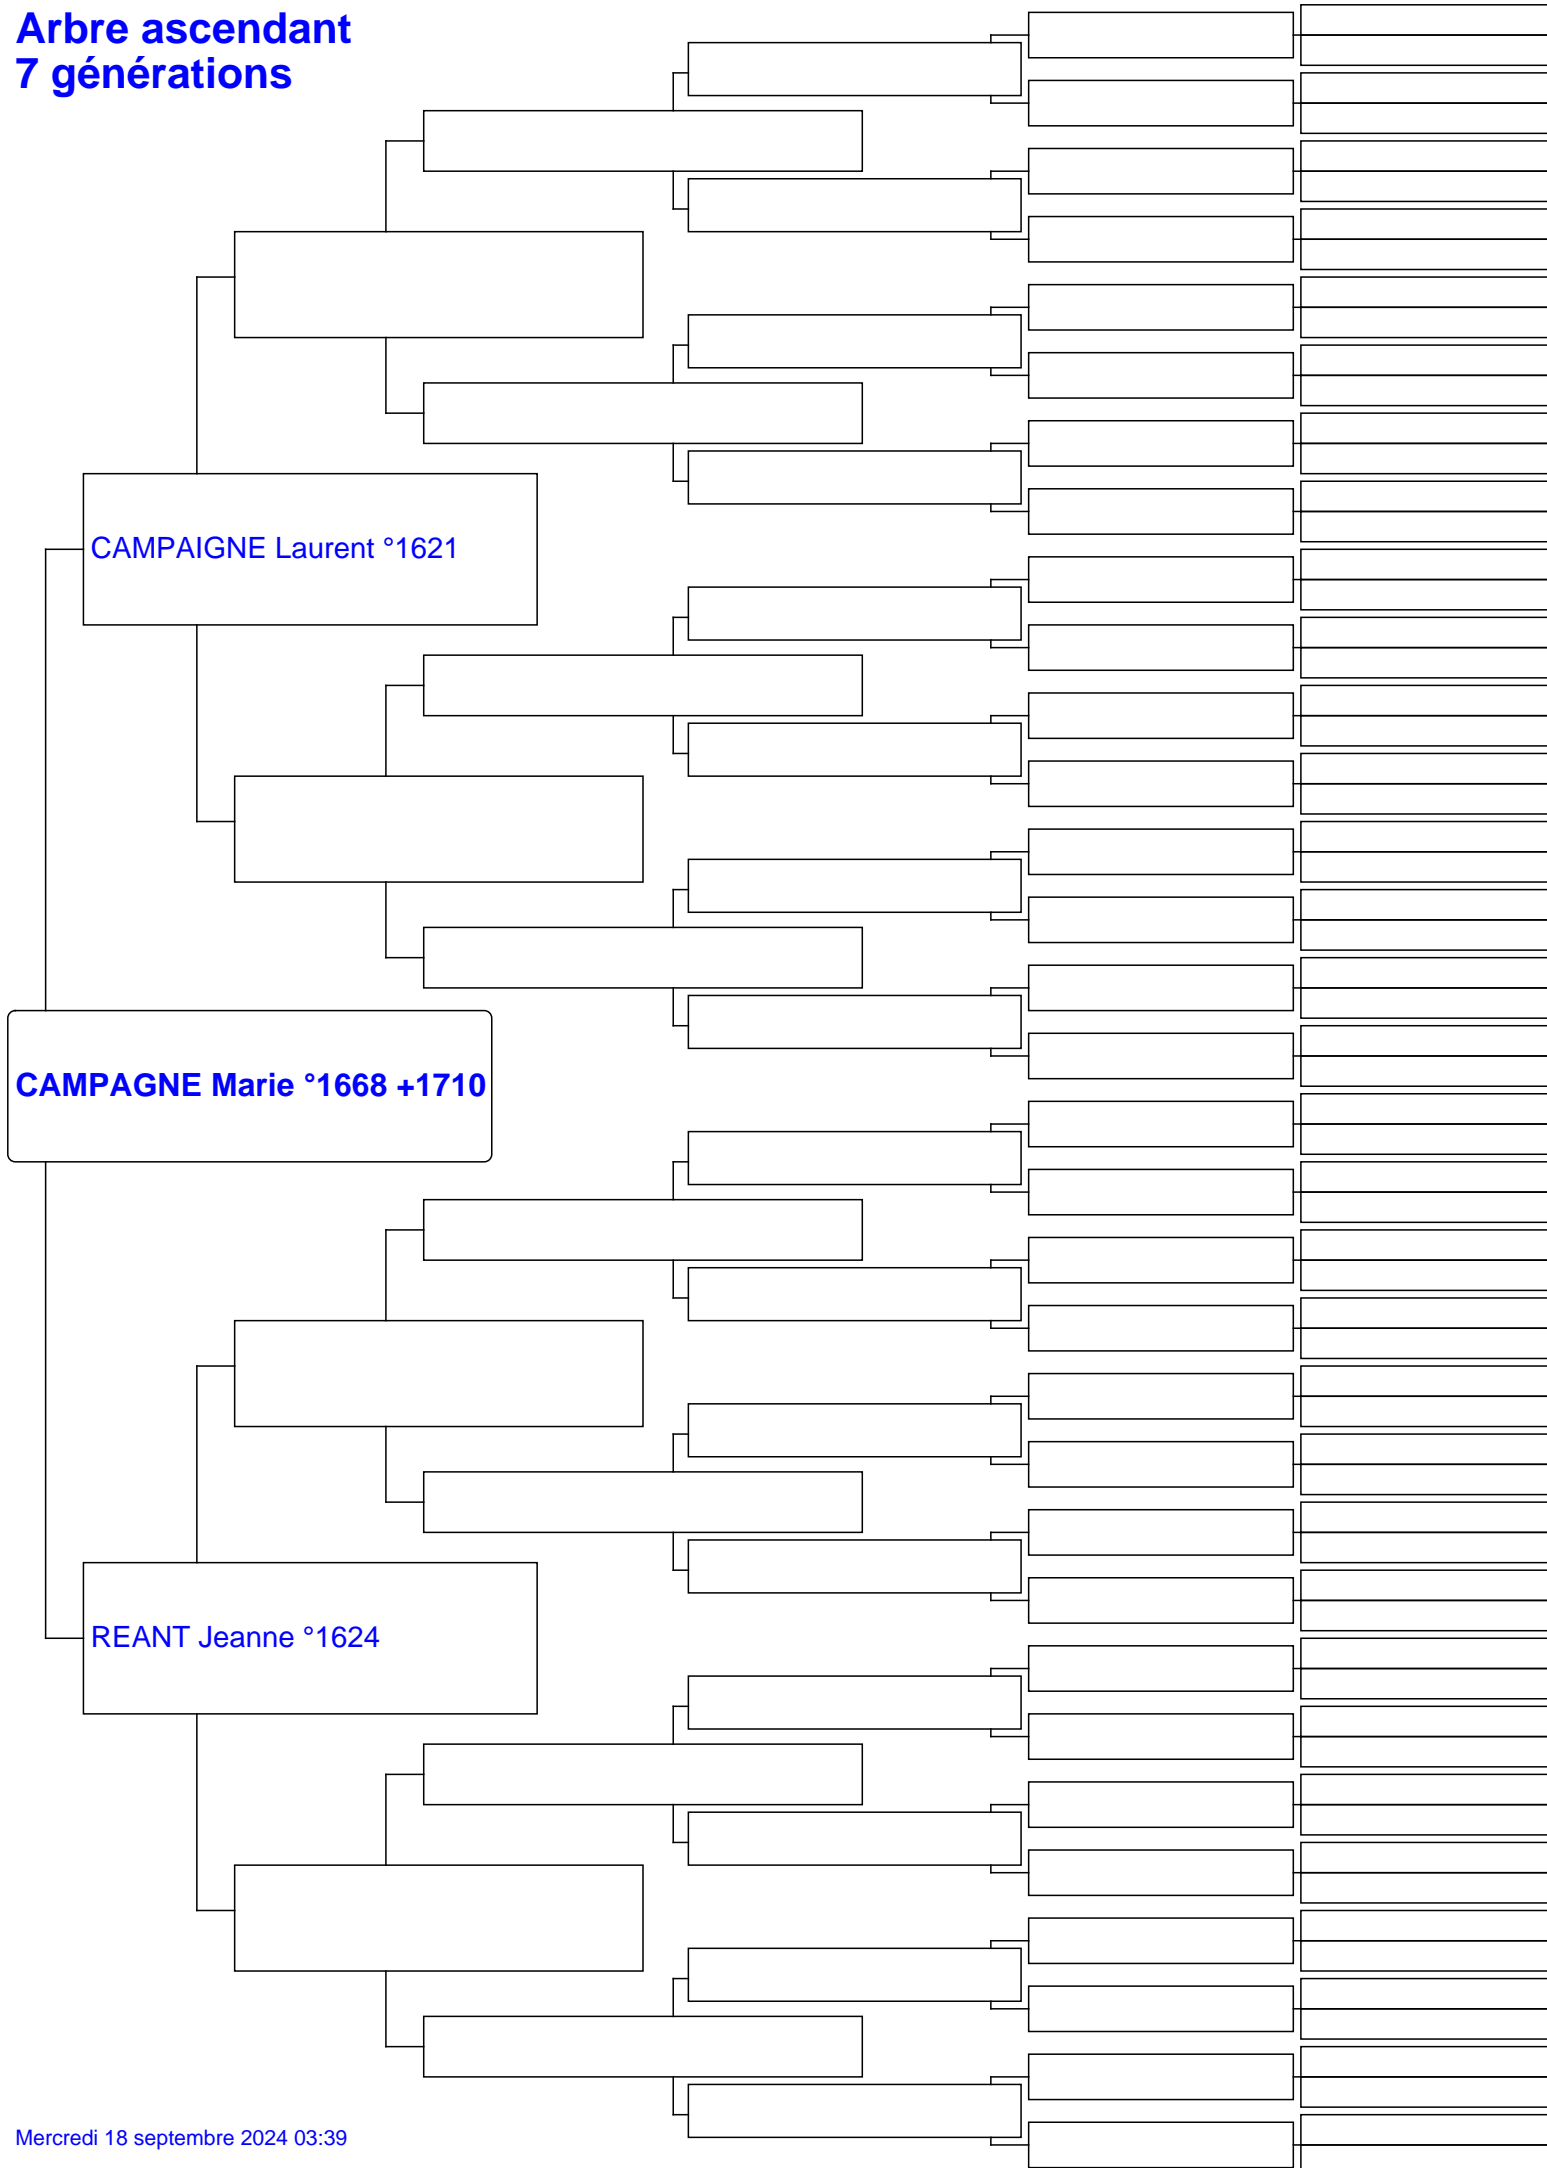 Arbre ascendant
7 générations
CAMPAIGNE Laurent °1621
CAMPAGNE Marie °1668 +1710
REANT Jeanne °1624
Mercredi 18 septembre 2024 03:39